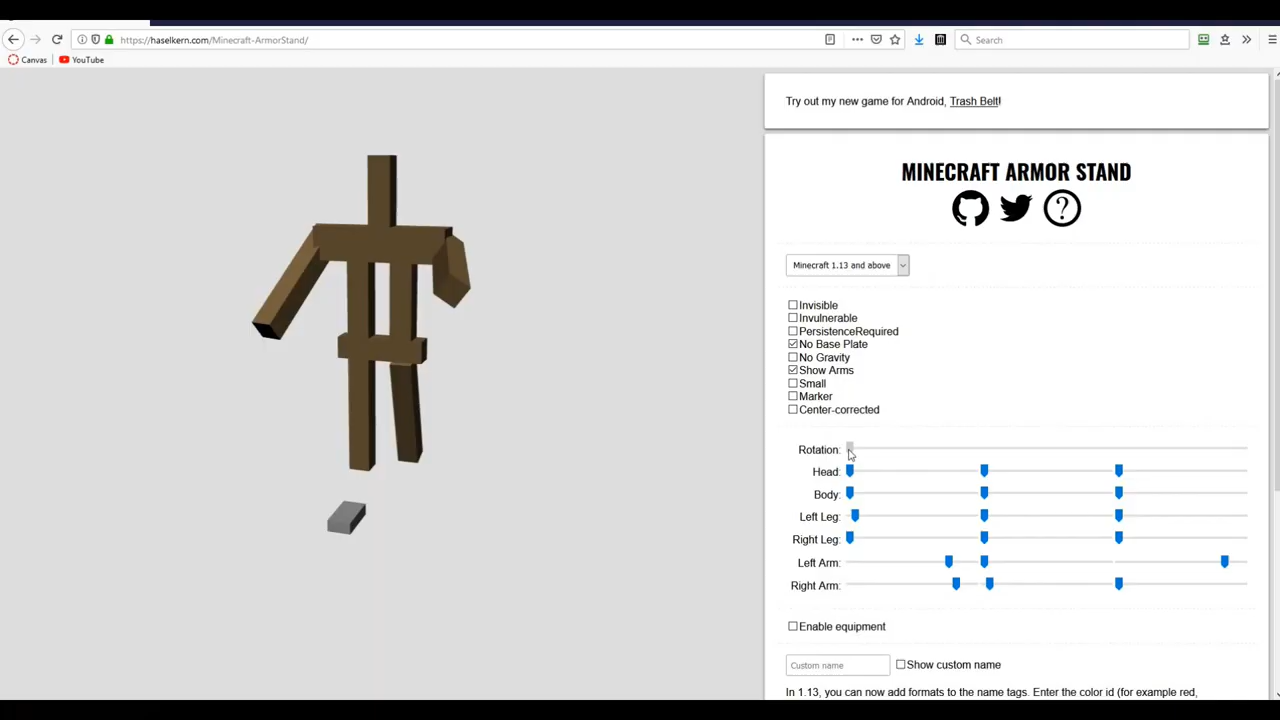 https://haselkern.com/Minecraft-ArmorStand/
Search
Canvas
YouTube
Try out my new game for Android, Trash Belt!
MINECRAFT ARMOR STAND
?
Minecraft 1.13 and above
Invisible
Invulnerable
PersistenceRequired
No Base Plate
No Gravity
Show Arms
Small
Marker
Center-corrected
Rotation:
Head:
Body:
Left Leg:
Right Leg:
Left Arm:
Right Arm:
Enable equipment
Custom name
Show custom name
In 1.13, you can now add formats to the name tags. Enter the color id (for example red,